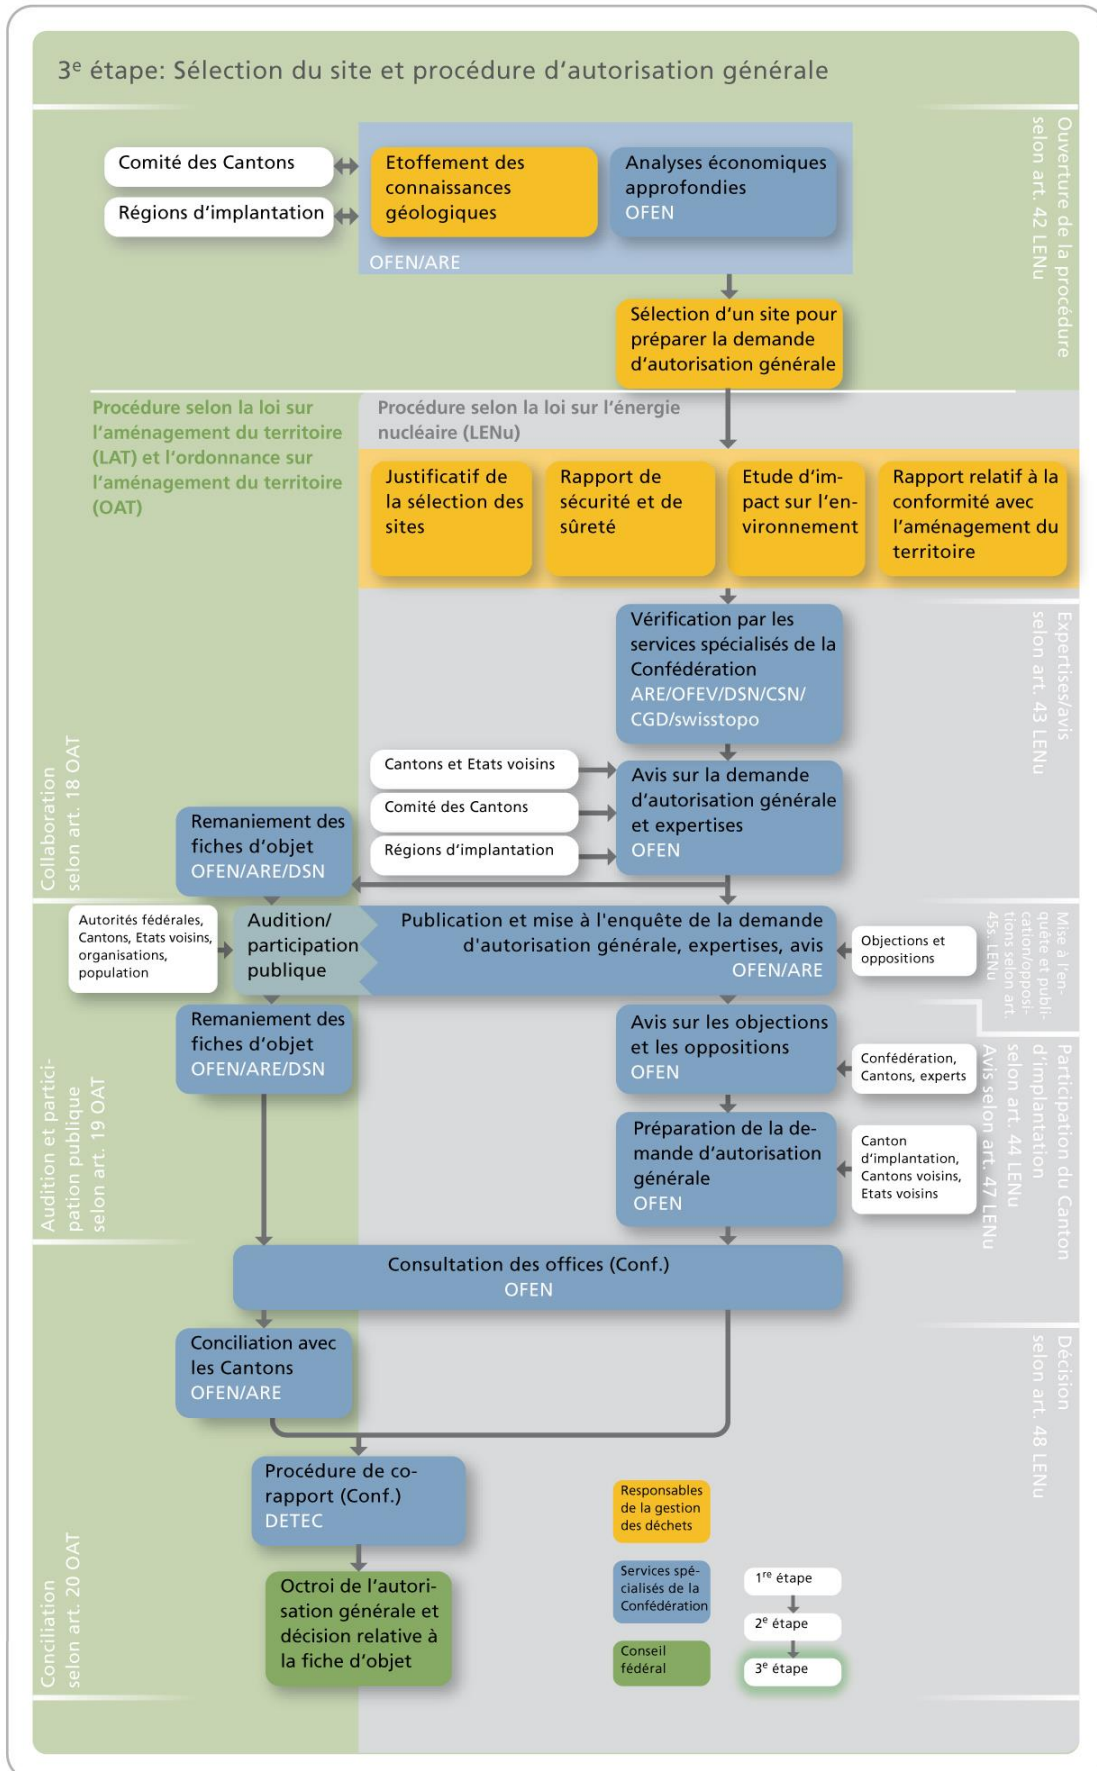 3e étape: Sélection du site et procédure d'autorisation générale
Ouverture de la procédure
selon art. 42 LENu
Comité des Cantons
Régions d'implantation
Etoffement des
connaissances
géologiques
Analyses économiques
approfondies
OFEN
OFEN/ARE
Sélection d'un site pour
préparer la demande
d'autorisation générale
Procédure selon la loi sur
l'aménagement du territoire
(LAT) et l'ordonnance sur
l'aménagement du territoire
(OAT)
Procédure selon la loi sur l'énergie
nucléaire (LENu)
Justificatif de
la sélection des
sites
Rapport de
sécurité et de
sûreté
Etude d'im-
pact sur l'en-
vironnement
Rapport relatif à la
conformité avec
l'aménagement du
territoire
Expertises/avis
selon art. 43 LENu
Vérification par les
services spécialisés de la
Confédération
ARE/OFEV/DSN/CSN/
CGD/swisstopo
Cantons et Etats voisins
Comité des Cantons
Régions d'implantation
Avis sur la demande
d'autorisation générale
et expertises
OFEN
Collaboration
selon art. 18 OAT
Remaniement des
fiches d'objet
OFEN/ARE/DSN
Autorités fédérales,
Cantons, Etats voisins,
organisations,
population
Audition/
participation
publique
Publication et mise à l'enquête de la demande
d'autorisation générale, expertises, avis
OFEN/ARE
Objections et
oppositions
Mise à l'en-
quête et publi-
cation/opposi-
tions selon art.
45s. LENu
Remaniement des
fiches d'objet
OFEN/ARE/DSN
Avis sur les objections
et les oppositions
OFEN
Confédération,
Cantons, experts
Participation du Canton
d'implantation
selon art. 44 LENu
Avis selon art. 47 LENu
Audition et partici-
pation publique
selon art. 19 OAT
Préparation de la de-
mande d'autorisation
générale
OFEN
Canton
d'implantation,
Cantons voisins,
Etats voisins
Consultation des offices (Conf.)
OFEN
Conciliation avec
les Cantons
OFEN/ARE
Décision
selon art. 48 LENu
Procédure de co-
rapport (Conf.)
DETEC
Conciliation
selon art. 20 OAT
Octroi de l'autori-
sation générale et
décision relative à
la fiche d'objet
Responsables
de la gestion
des déchets
Services spé-
cialisés de la
Confédération
Conseil
fédéral
1re étape
2e étape
3e étape